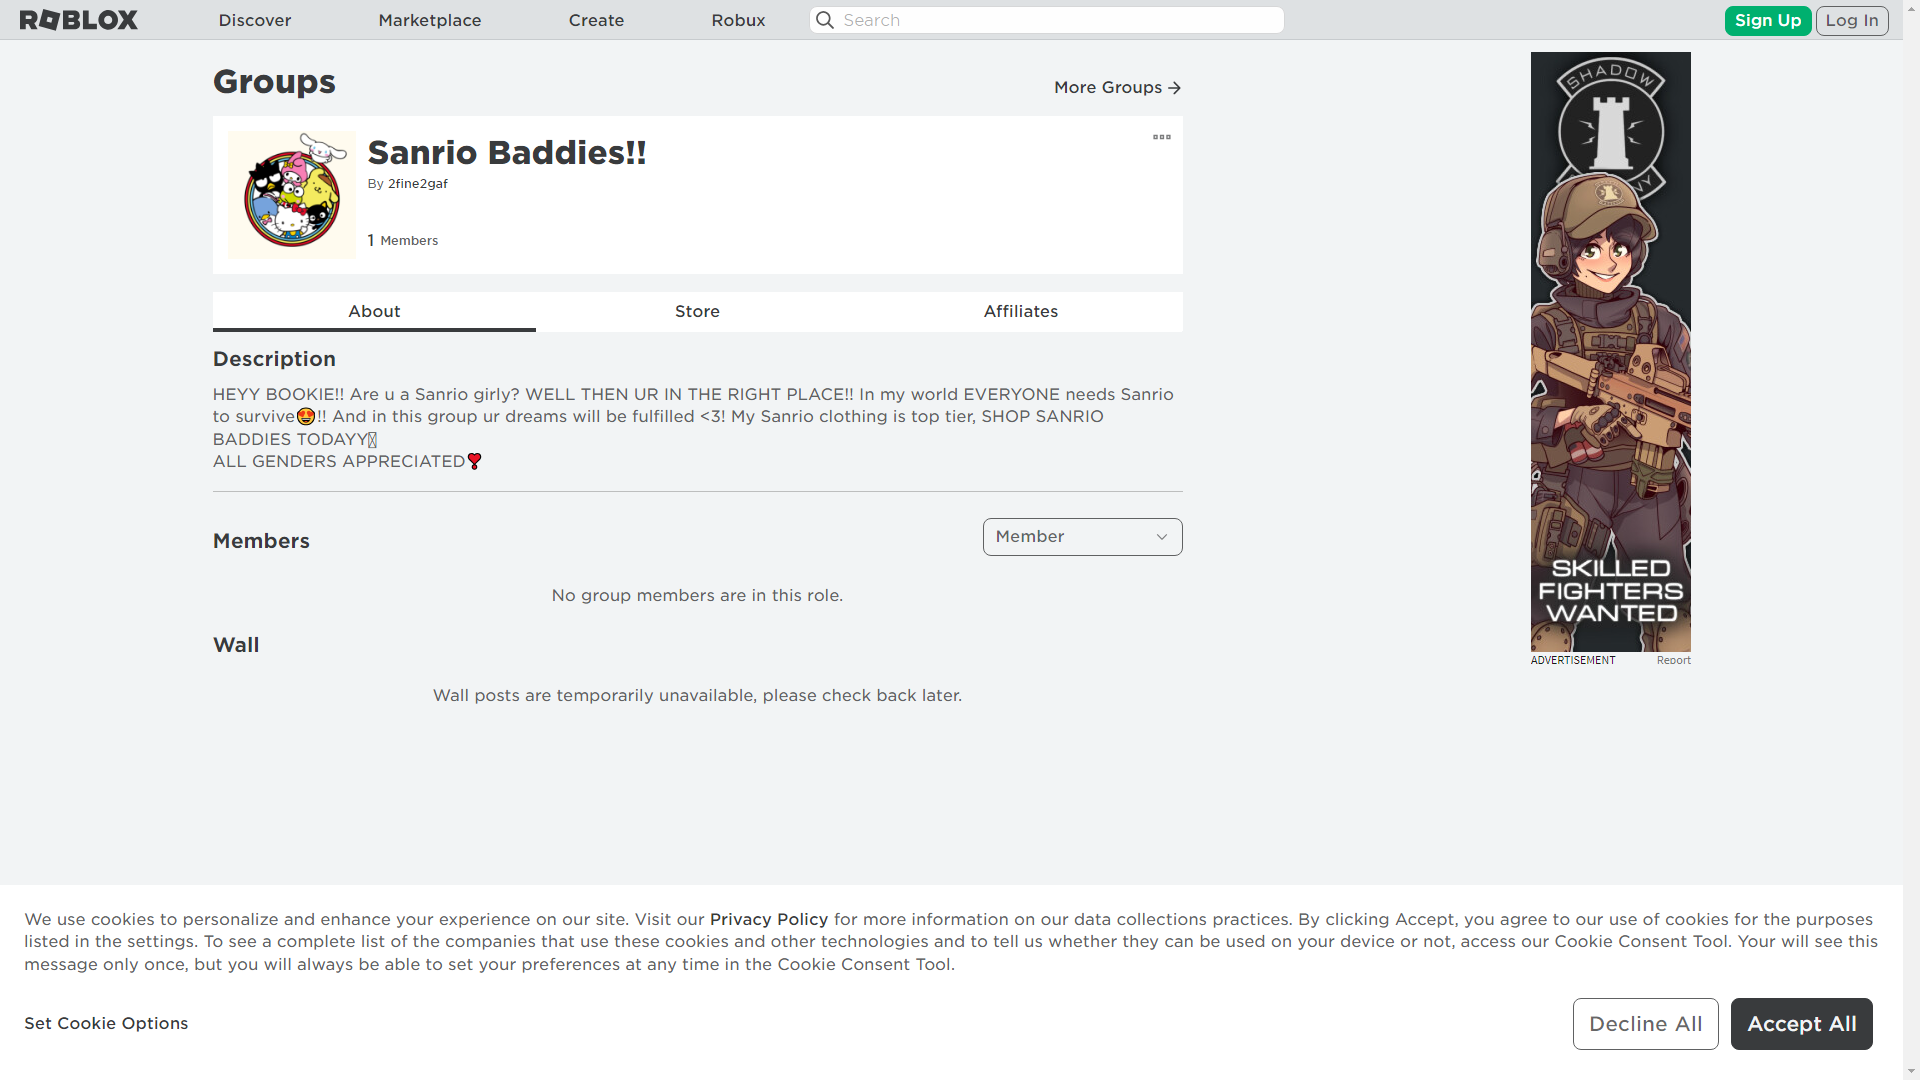 ROBLOX
Discover
Marketplace
Create
Robux
Search
Sign Up
Log In
Groups
More Groups
Sanrio Baddies!!
By 2fine2gaf
1 Members
About
Store
Affiliates
Description
HEYY BOOKIE!! Are u a Sanrio girly? WELL THEN UR IN THE RIGHT PLACE!! In my world EVERYONE needs Sanrio
to survive😍!! And in this group ur dreams will be fulfilled <3! My Sanrio clothing is top tier, SHOP SANRIO
BADDIES TODAYY
ALL GENDERS APPRECIATED❣
Members
Member
No group members are in this role.
Wall
Wall posts are temporarily unavailable, please check back later.
SHADOW
SKILLED
FIGHTERS
WANTED
ADVERTISEMENT
Report
We use cookies to personalize and enhance your experience on our site. Visit our Privacy Policy for more information on our data collections practices. By clicking Accept, you agree to our use of cookies for the purposes
listed in the settings. To see a complete list of the companies that use these cookies and other technologies and to tell us whether they can be used on your device or not, access our Cookie Consent Tool. Your will see this
message only once, but you will always be able to set your preferences at any time in the Cookie Consent Tool.
Set Cookie Options
Decline All
Accept All